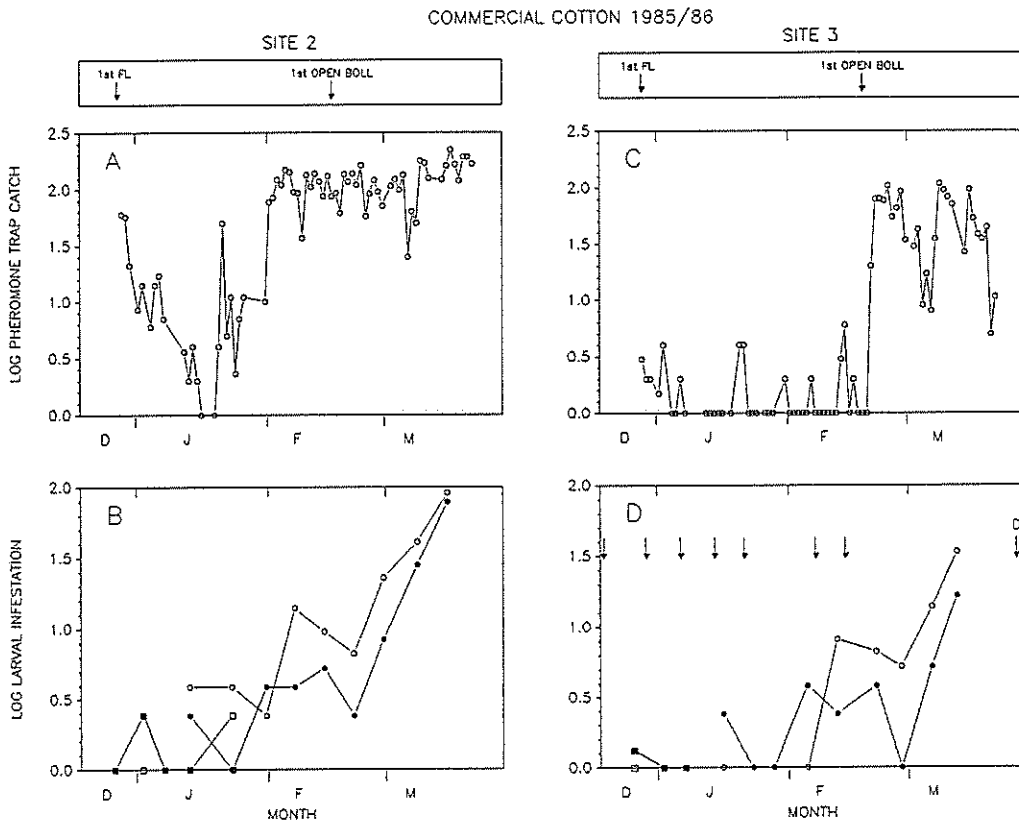 COMMERCIAL COTTON 1985/86
SITE 2
SITE 3
1st FL
1st OPEN BOLL
1st FL
1st OPEN BOLL
LOG PHEROMONE TRAP CATCH
2.5
2.0
1.5
1.0
0.5
0.0
A
D J F M
2.5
2.0
1.5
1.0
0.5
0.0
C
D J F M
LOG LARVAL INFESTATION
2.0
1.5
1.0
0.5
0.0
B
D J F M
MONTH
2.0
1.5
1.0
0.5
0.0
D
D
D J F M
MONTH